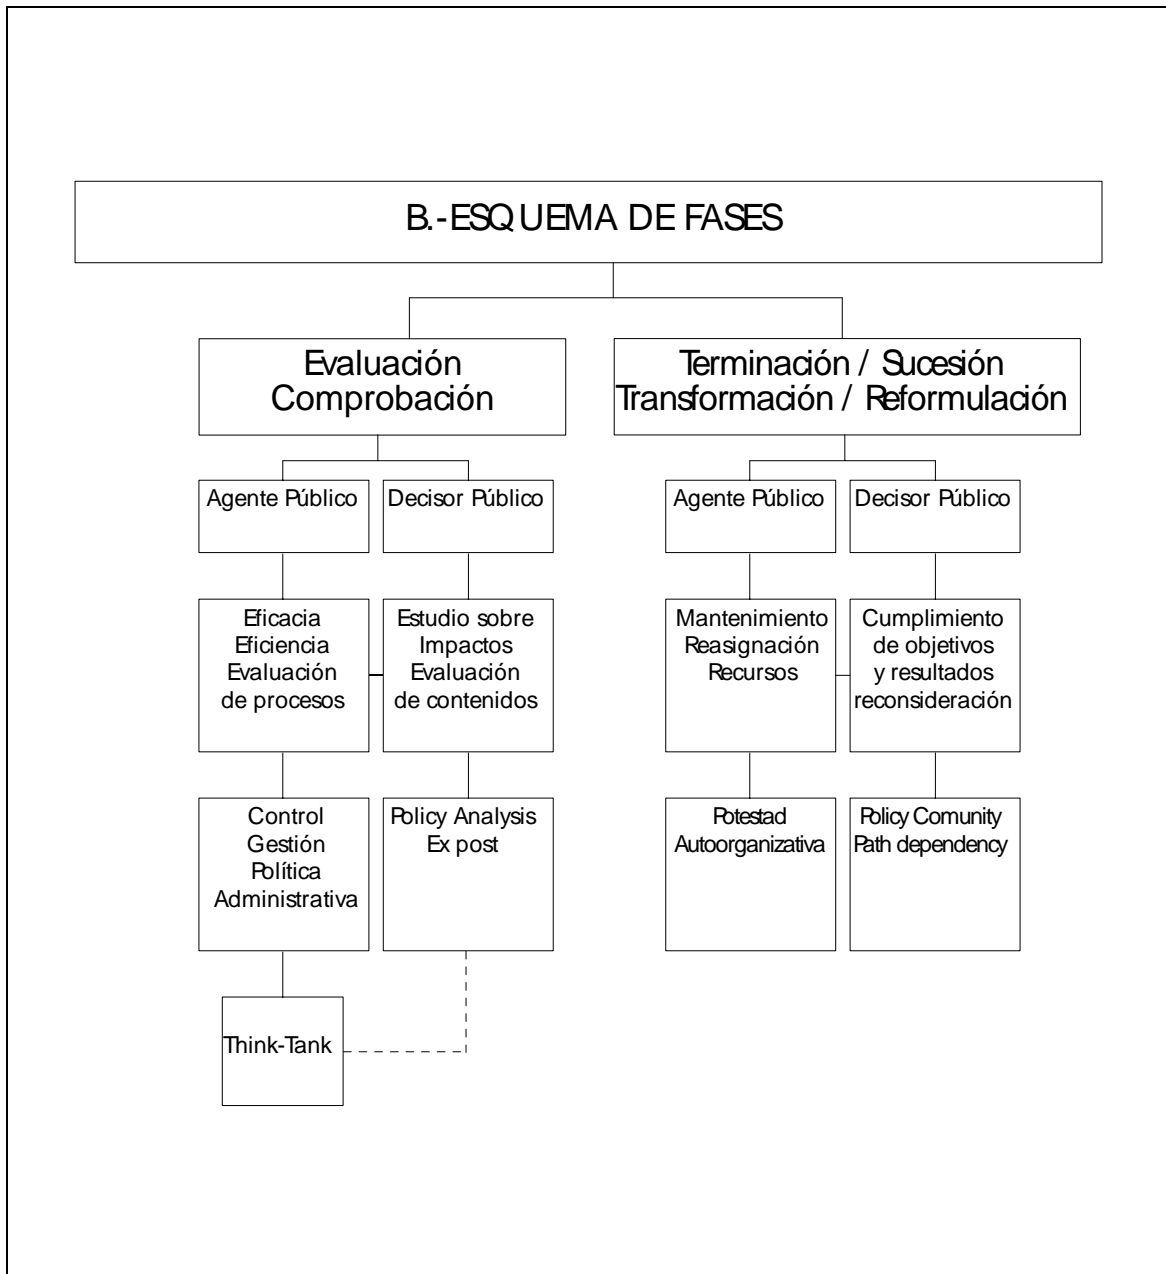 B.-ESQUEMA DE FASES
Evaluación
Comprobación
Terminación / Sucesión
Transformación / Reformulación
Agente Público
Decisor Público
Agente Público
Decisor Público
Eficacia
Eficiencia
Evaluación
de procesos
Estudio sobre
Impactos
Evaluación
de contenidos
Mantenimiento
Reasignación
Recursos
Cumplimiento
de objetivos
y resultados
reconsideración
Control
Gestión
Política
Administrativa
Policy Analysis
Ex post
Potestad
Autoorganizativa
Policy Comunity
Path dependency
Think-Tank